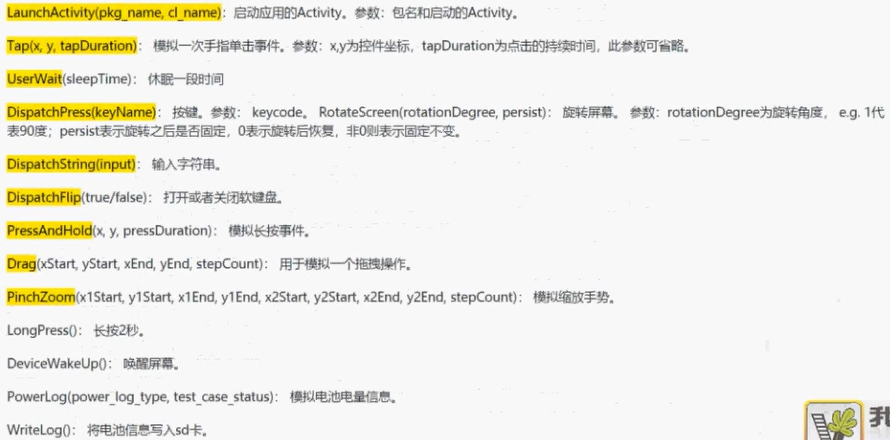 LaunchActivity(pkg_name, cl_name)：启动应用的Activity。参数：包名和启动的Activity。
Tap(x, y, tapDuration)： 模拟一次手指单击事件。参数：x,y为控件坐标，tapDuration为点击的持续时间，此参数可省略。
UserWait(sleepTime)： 休眠一段时间
DispatchPress(keyName)： 按键。参数： keycode。 RotateScreen(rotationDegree, persist)： 旋转屏幕。 参数：rotationDegree为旋转角度， e.g. 1代
表90度；persist表示旋转之后是否固定，0表示旋转后恢复，非0则表示固定不变。
DispatchString(input)： 输入字符串。
DispatchFlip(true/false)： 打开或者关闭软键盘。
PressAndHold(x, y, pressDuration)： 模拟长按事件。
Drag(xStart, yStart, xEnd, yEnd, stepCount)： 用于模拟一个拖拽操作。
PinchZoom(x1Start, y1Start, x1End, y1End, x2Start, y2Start, x2End, y2End, stepCount)： 模拟缩放手势。
LongPress()： 长按2秒。
DeviceWakeUp()： 唤醒屏幕。
PowerLog(power_log_type, test_case_status)： 模拟电池电量信息。
WriteLog()： 将电池信息写入sd卡。
我